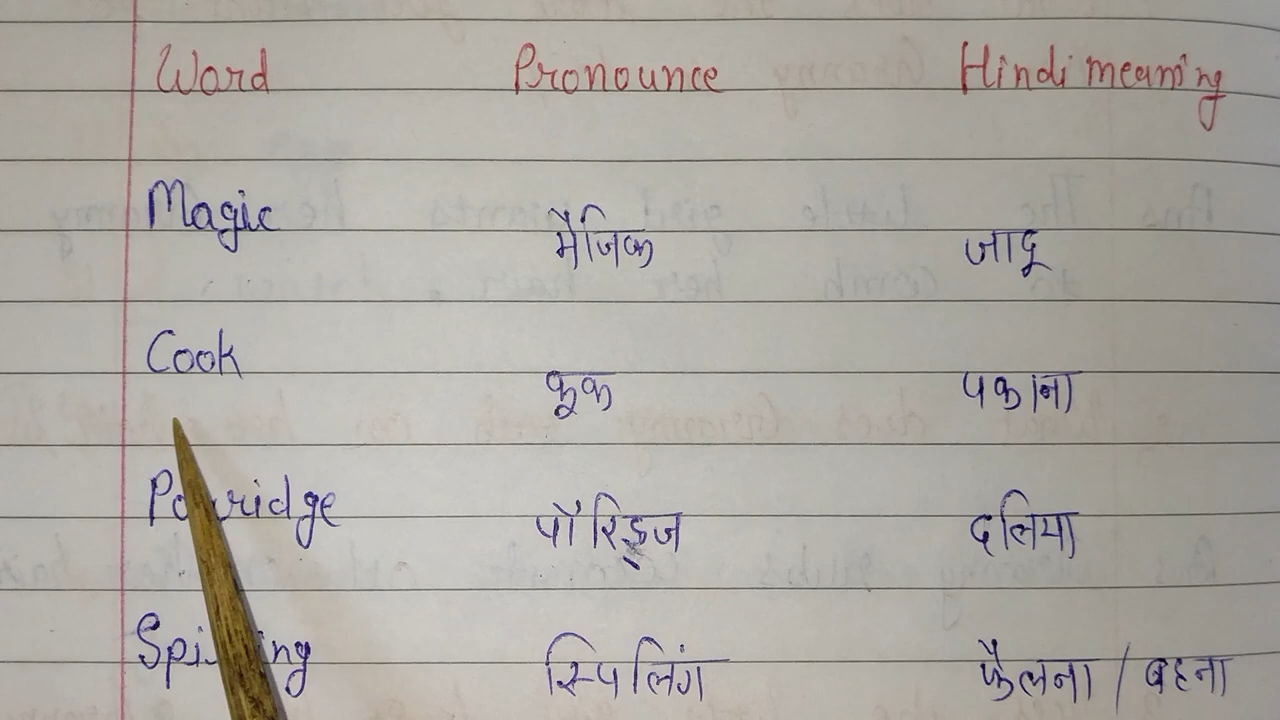 Word Pronounce Hindi meaning
Magic मैजिक जादू
Cook कूक पकाना
पॉरिड्ज दलिया
स्पिलिंग फैलना / बहना